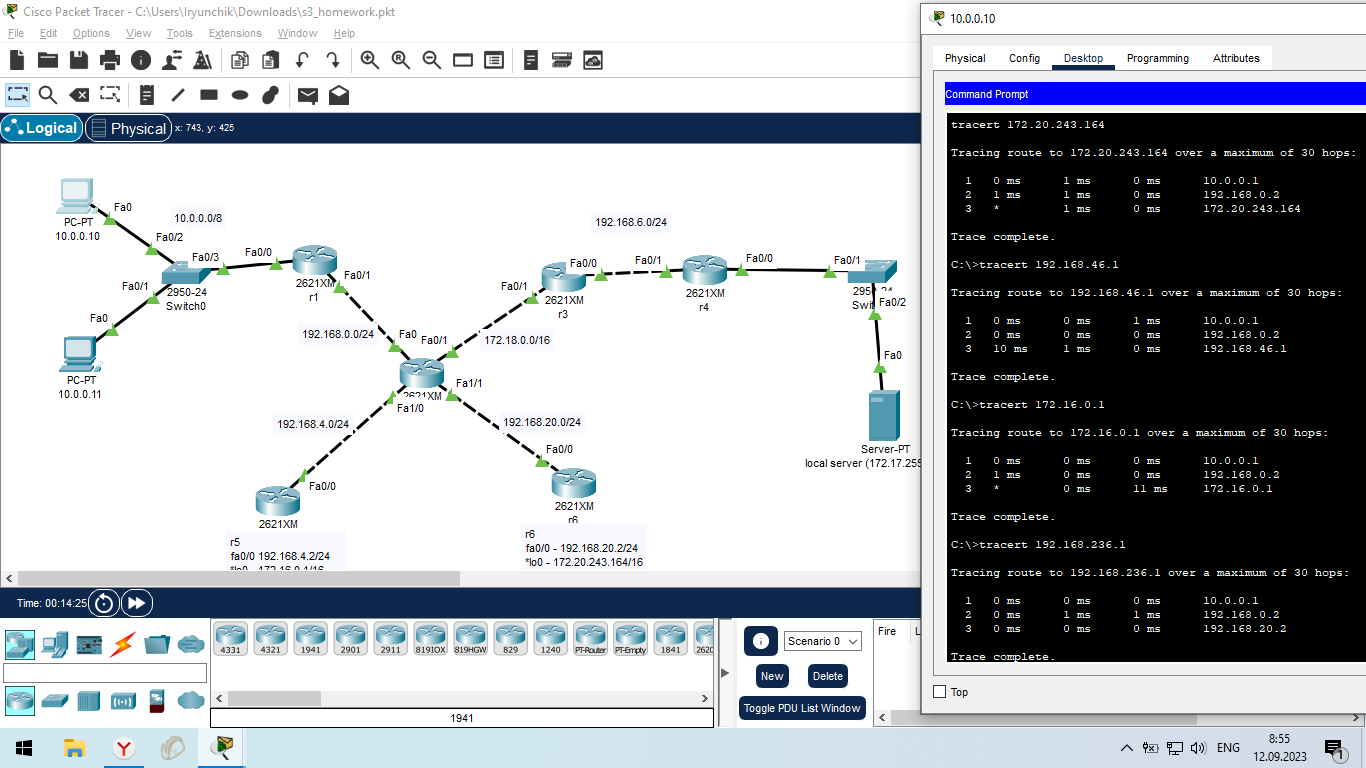 Cisco Packet Tracer - C:\Users\Iryunchik\Downloads\s3_homework.pkt
File Edit Options View Tools Extensions Window Help
Logical Physical x: 743, y: 425
Fa0
PC-PT
10.0.0.10
10.0.0.0/8
Fa0/2
Fa0/3
Fa0/0
2950-24
Switch0
Fa0/1
Fa0
PC-PT
10.0.0.11
2621XM
r1
Fa0/1
192.168.0.0/24
Fa0
Fa0/1
2621XM
Fa1/0
Fa1/1
172.18.0.0/16
Fa0/1
Fa0/0
2621XM
r3
192.168.6.0/24
Fa0/1
Fa0/0
2621XM
r4
Fa0/1
Fa0/2
Fa0
Server-PT
local server (172.17.255
192.168.4.0/24
192.168.20.0/24
Fa0/0
2621XM
Fa0/0
2621XM
r6
r5
fa0/0 192.168.4.2/24
*lo0 - 172.16.0.1/16
r6
fa0/0 - 192.168.20.2/24
*lo0 - 172.20.243.164/16
Time: 00:14:25
4331 4321 1941 2901 2911 819IOX 819HGW 829 1240 PT-Router PT-Empty 1841 2620
1941
Scenario 0
New Delete
Toggle PDU List Window
Fire L
10.0.0.10
Physical Config Desktop Programming Attributes
Command Prompt
tracert 172.20.243.164
Tracing route to 172.20.243.164 over a maximum of 30 hops:
1 0 ms 1 ms 0 ms 10.0.0.1
2 1 ms 1 ms 0 ms 192.168.0.2
3 * 1 ms 0 ms 172.20.243.164
Trace complete.
C:\>tracert 192.168.46.1
Tracing route to 192.168.46.1 over a maximum of 30 hops:
1 0 ms 0 ms 1 ms 10.0.0.1
2 0 ms 0 ms 0 ms 192.168.0.2
3 10 ms 1 ms 0 ms 192.168.46.1
Trace complete.
C:\>tracert 172.16.0.1
Tracing route to 172.16.0.1 over a maximum of 30 hops:
1 0 ms 0 ms 0 ms 10.0.0.1
2 1 ms 0 ms 0 ms 192.168.0.2
3 * 0 ms 11 ms 172.16.0.1
Trace complete.
C:\>tracert 192.168.236.1
Tracing route to 192.168.236.1 over a maximum of 30 hops:
1 0 ms 0 ms 0 ms 10.0.0.1
2 0 ms 1 ms 1 ms 192.168.0.2
3 0 ms 0 ms 0 ms 192.168.20.2
Trace complete.
Top
ENG
8:55
12.09.2023
1